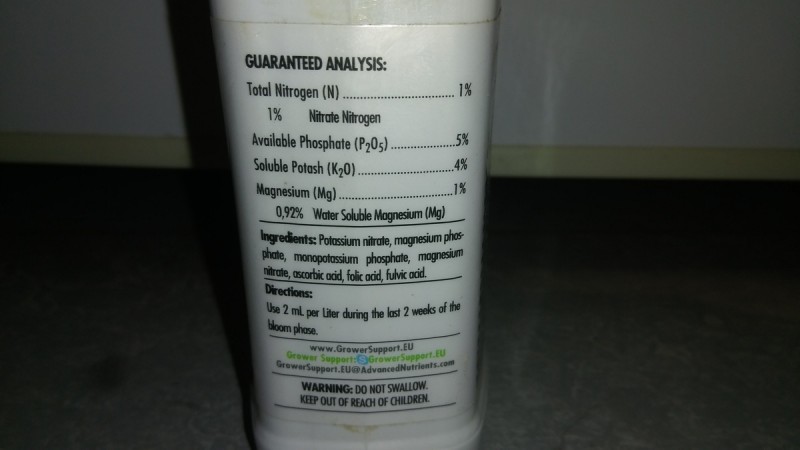 GUARANTEED ANALYSIS:
Total Nitrogen (N) .................................. 1%
1% Nitrate Nitrogen
Available Phosphate (P2O5) ....................5%
Soluble Potash (K2O) ..............................4%
Magnesium (Mg) ...................................1%
0,92% Water Soluble Magnesium (Mg)
Ingredients: Potassium nitrate, magnesium phos-
phate, monopotassium phosphate, magnesium
nitrate, ascorbic acid, folic acid, fulvic acid.
Directions:
Use 2 mL per Liter during the last 2 weeks of the
bloom phase.
www.GrowerSupport.EU
Grower Support: GrowerSupport.EU
GrowerSupport.EU@AdvancedNutrients.com
WARNING: DO NOT SWALLOW.
KEEP OUT OF REACH OF CHILDREN.